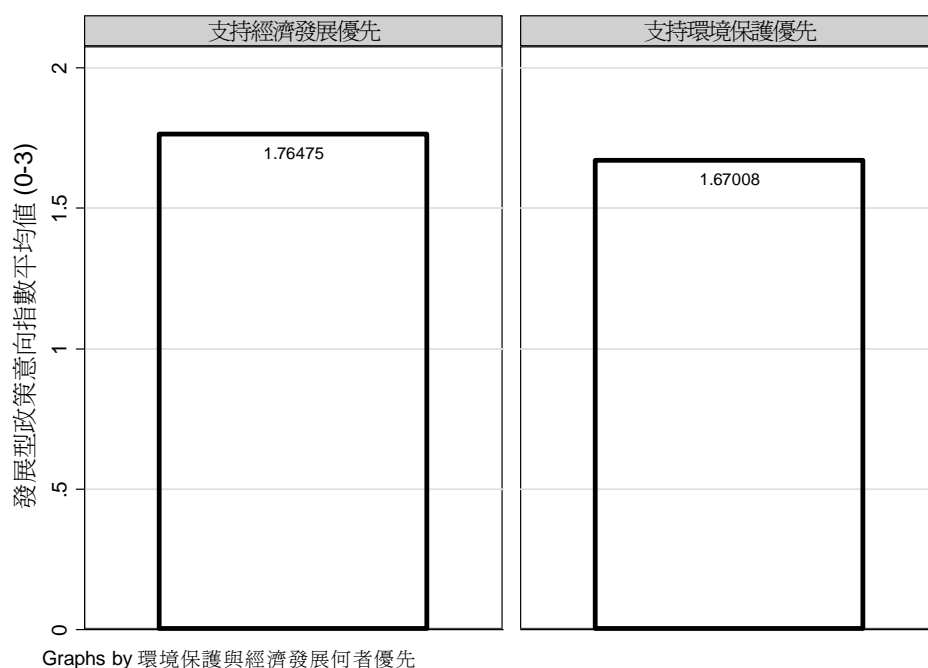 支持經濟發展優先
支持環境保護優先
發展型政策意向指數平均值 (0-3)
2
1.5
1
.5
0
1.76475
1.67008
Graphs by 環境保護與經濟發展何者優先